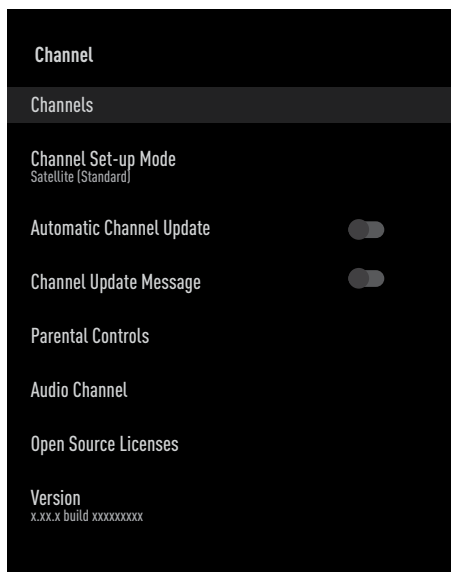 Channel
Channels
Channel Set-up Mode
Satellite (Standard)
Automatic Channel Update
Channel Update Message
Parental Controls
Audio Channel
Open Source Licenses
Version
x.xx.x build xxxxxxxxx